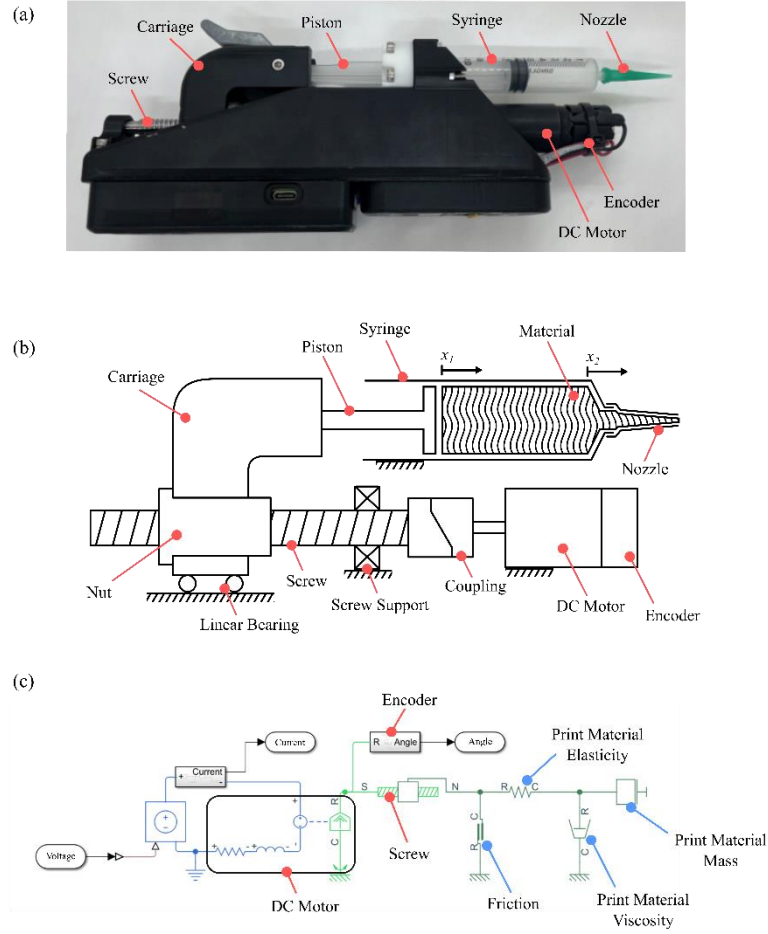 (a)
Carriage
Piston
Syringe
Nozzle
Screw
Encoder
DC Motor
(b)
Syringe
Material
x1
x2
Piston
Carriage
Nozzle
Nut
Screw
Coupling
Screw Support
DC Motor
Encoder
Linear Bearing
(c)
Encoder
Current
R Angle
Angle
Print Material
Elasticity
+ Current
-
+
S
N
R
C
R
C
R
C
R
C
+
-
+ - + -
-
Voltage
Screw
Print Material
Mass
DC Motor
Friction
Print Material
Viscosity